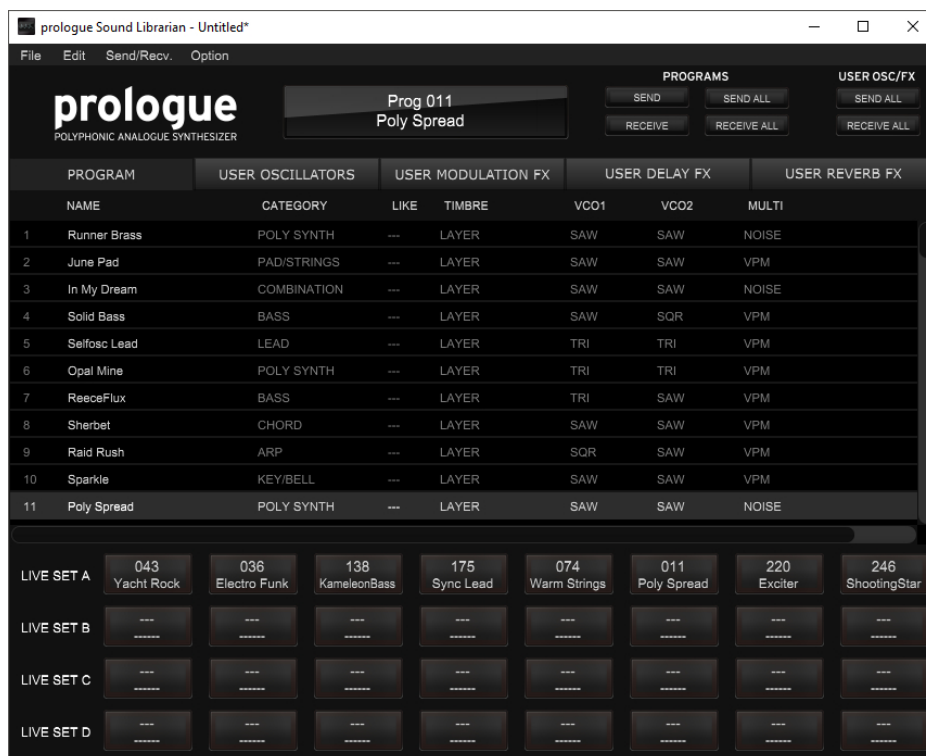 prologue Sound Librarian - Untitled*
File Edit Send/Recv. Option
prologue
POLYPHONIC ANALOGUE SYNTHESIZER
Prog 011
Poly Spread
PROGRAMS
SEND SEND ALL
RECEIVE RECEIVE ALL
USER OSC/FX
SEND ALL
RECEIVE ALL
PROGRAM USER OSCILLATORS USER MODULATION FX USER DELAY FX USER REVERB FX
NAME CATEGORY LIKE TIMBRE VCO1 VCO2 MULTI
1 Runner Brass POLY SYNTH --- LAYER SAW SAW NOISE
2 June Pad PAD/STRINGS --- LAYER SAW SAW VPM
3 In My Dream COMBINATION --- LAYER SAW SAW NOISE
4 Solid Bass BASS --- LAYER SAW SQR VPM
5 Selfosc Lead LEAD --- LAYER TRI TRI VPM
6 Opal Mine POLY SYNTH --- LAYER TRI TRI VPM
7 ReeceFlux BASS --- LAYER TRI SAW VPM
8 Sherbet CHORD --- LAYER SAW SAW VPM
9 Raid Rush ARP --- LAYER SQR SAW VPM
10 Sparkle KEY/BELL --- LAYER SAW SAW VPM
11 Poly Spread POLY SYNTH --- LAYER SAW SAW NOISE
LIVE SET A
043 036 138 175 074 011 220 246
Yacht Rock Electro Funk KameleonBass Sync Lead Warm Strings Poly Spread Exciter ShootingStar
LIVE SET B
--- --- --- --- --- --- --- ---
------ ------ ------ ------ ------ ------ ------ ------
LIVE SET C
--- --- --- --- --- --- --- ---
------ ------ ------ ------ ------ ------ ------ ------
LIVE SET D
--- --- --- --- --- --- --- ---
------ ------ ------ ------ ------ ------ ------ ------